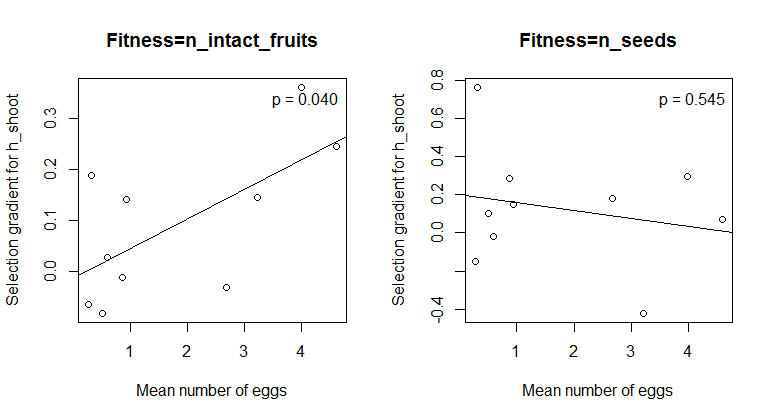 Fitness=n_intact_fruits
Selection gradient for h_shoot
0.3
0.2
0.1
0.0
p = 0.040
1
2
3
4
Mean number of eggs
Fitness=n_seeds
Selection gradient for h_shoot
0.8
0.6
0.4
0.2
0.0
-0.4
p = 0.545
1
2
3
4
Mean number of eggs